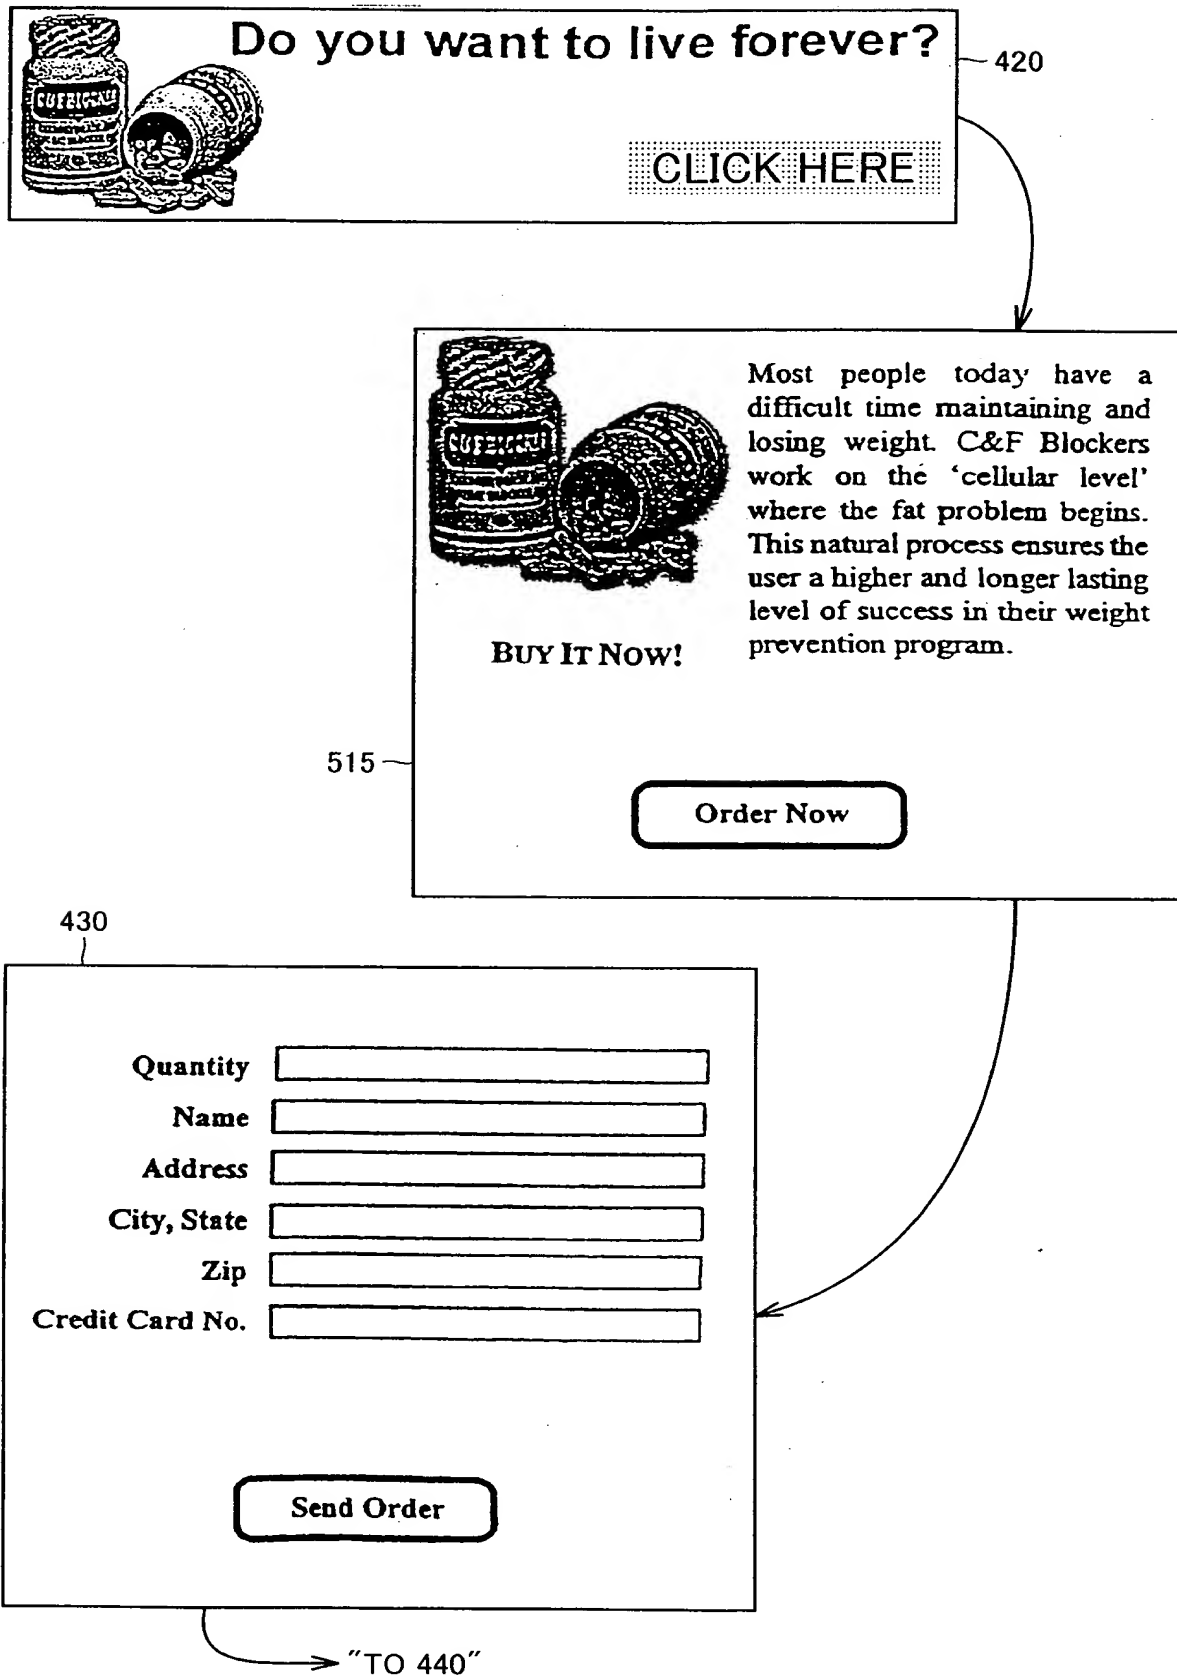 Do you want to live forever?
420
CLICK HERE
Most people today have a
difficult time maintaining and
losing weight. C&F Blockers
work on the ‘cellular level’
where the fat problem begins.
This natural process ensures the
user a higher and longer lasting
level of success in their weight
prevention program.
BUY IT NOW!
515
Order Now
430
Quantity
Name
Address
City, State
Zip
Credit Card No.
Send Order
"TO 440"